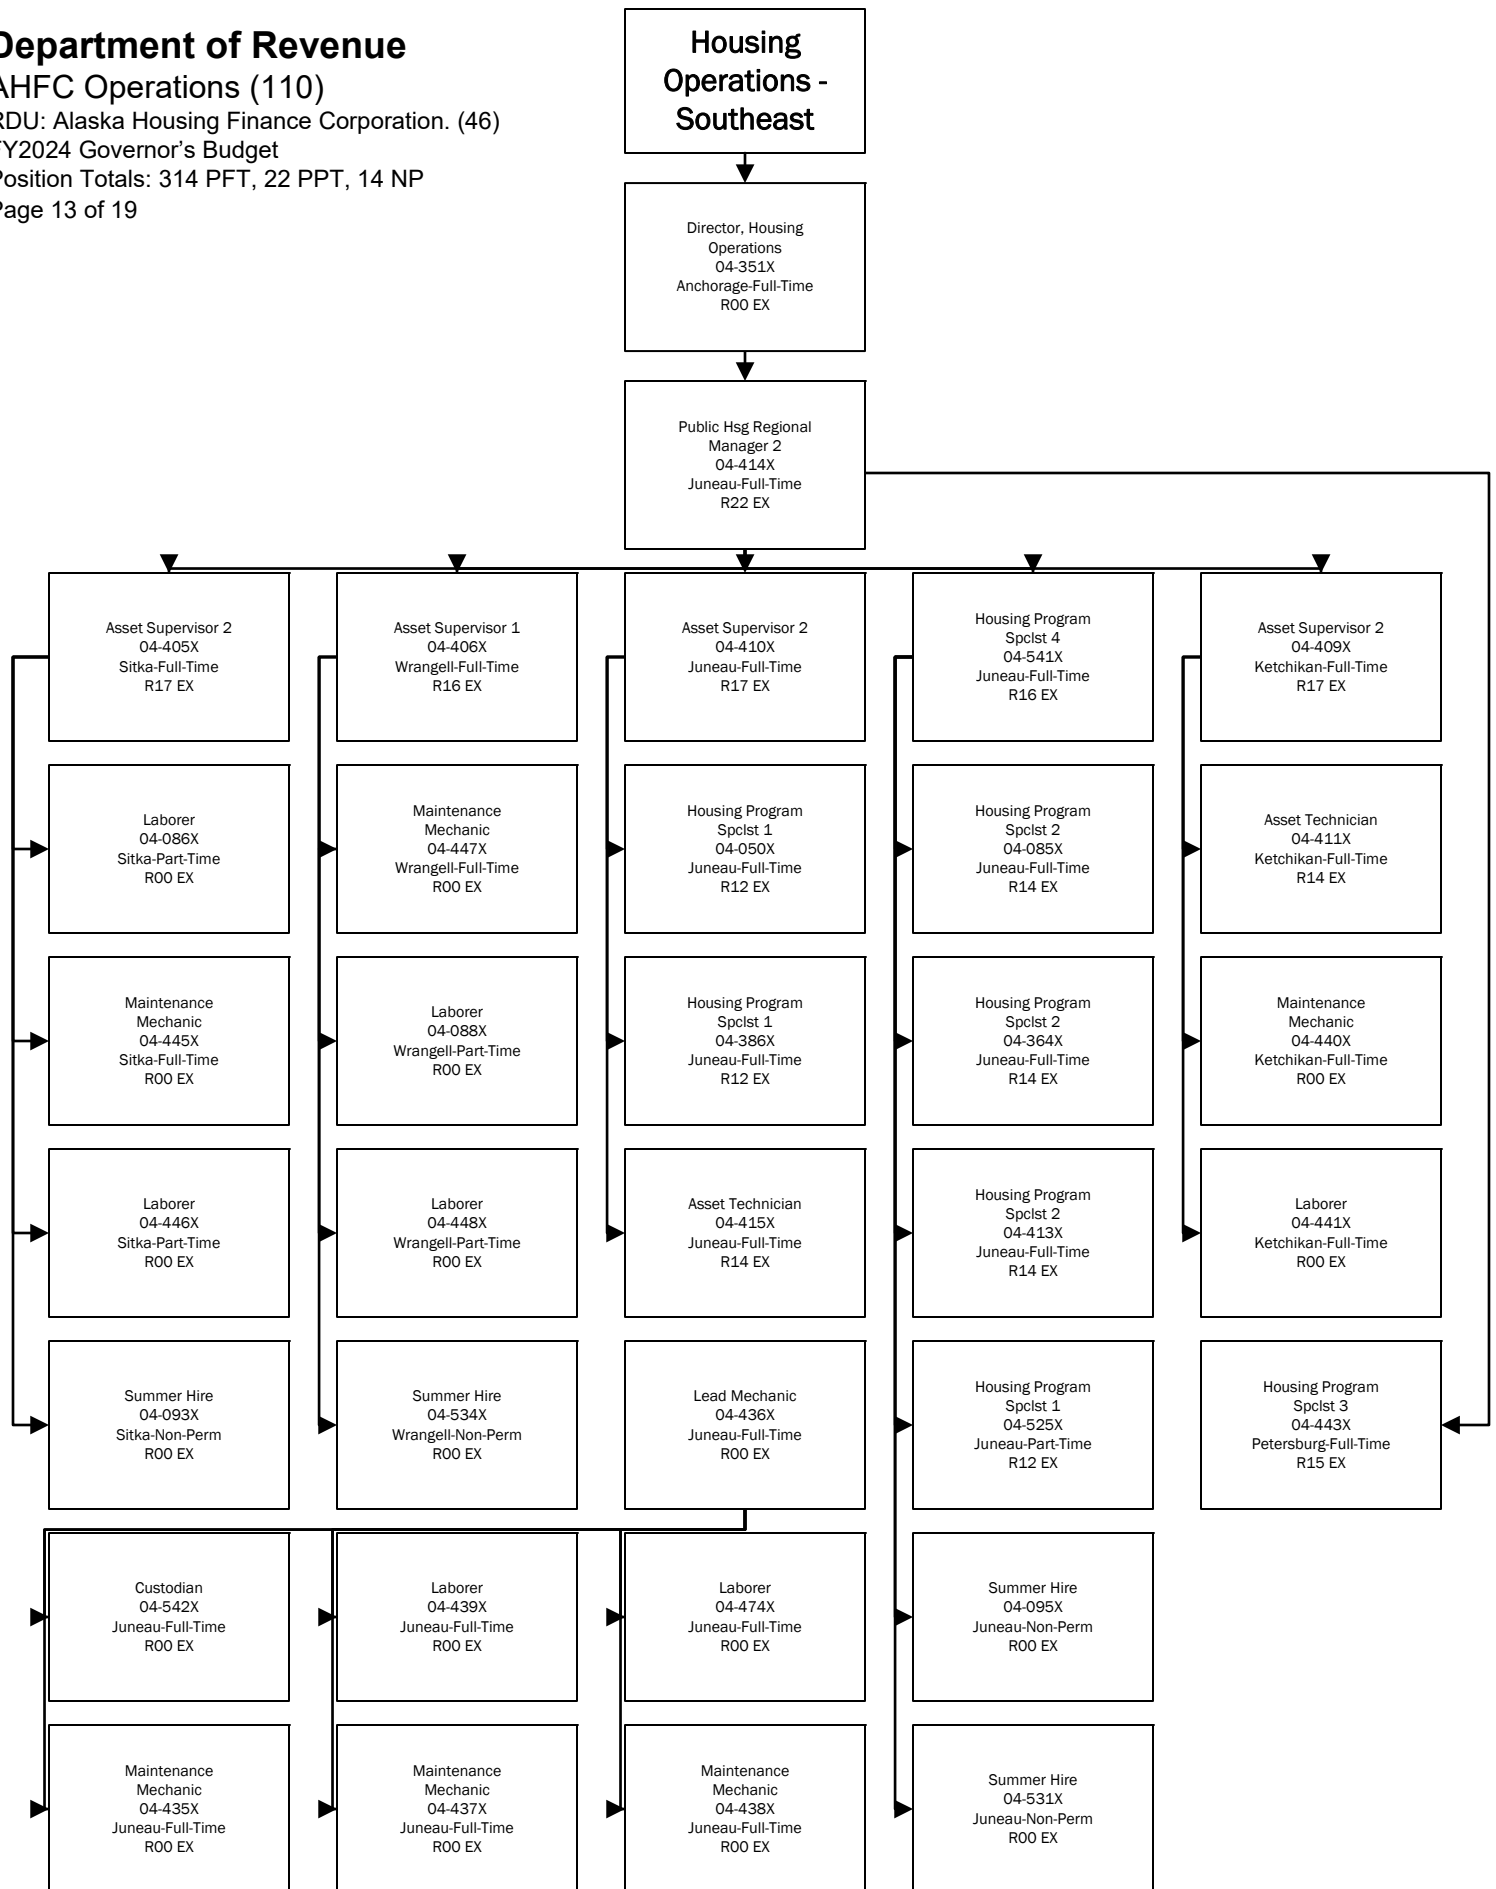 Department of Revenue
AHFC Operations (110)
RDU: Alaska Housing Finance Corporation. (46)
FY2024 Governor's Budget
Position Totals: 314 PFT, 22 PPT, 14 NP
Page 13 of 19
Housing
Operations -
Southeast
Director, Housing
Operations
04-351X
Anchorage-Full-Time
R00 EX
Public Hsg Regional
Manager 2
04-414X
Juneau-Full-Time
R22 EX
Asset Supervisor 2
04-405X
Sitka-Full-Time
R17 EX
Asset Supervisor 1
04-406X
Wrangell-Full-Time
R16 EX
Asset Supervisor 2
04-410X
Juneau-Full-Time
R17 EX
Housing Program
Spclst 4
04-541X
Juneau-Full-Time
R16 EX
Asset Supervisor 2
04-409X
Ketchikan-Full-Time
R17 EX
Laborer
04-086X
Sitka-Part-Time
R00 EX
Maintenance
Mechanic
04-447X
Wrangell-Full-Time
R00 EX
Housing Program
Spclst 1
04-050X
Juneau-Full-Time
R12 EX
Housing Program
Spclst 2
04-085X
Juneau-Full-Time
R14 EX
Asset Technician
04-411X
Ketchikan-Full-Time
R14 EX
Maintenance
Mechanic
04-445X
Sitka-Full-Time
R00 EX
Laborer
04-088X
Wrangell-Part-Time
R00 EX
Housing Program
Spclst 1
04-386X
Juneau-Full-Time
R12 EX
Housing Program
Spclst 2
04-364X
Juneau-Full-Time
R14 EX
Maintenance
Mechanic
04-440X
Ketchikan-Full-Time
R00 EX
Laborer
04-446X
Sitka-Part-Time
R00 EX
Laborer
04-448X
Wrangell-Part-Time
R00 EX
Asset Technician
04-415X
Juneau-Full-Time
R14 EX
Housing Program
Spclst 2
04-413X
Juneau-Full-Time
R14 EX
Laborer
04-441X
Ketchikan-Full-Time
R00 EX
Summer Hire
04-093X
Sitka-Non-Perm
R00 EX
Summer Hire
04-534X
Wrangell-Non-Perm
R00 EX
Lead Mechanic
04-436X
Juneau-Full-Time
R00 EX
Housing Program
Spclst 1
04-525X
Juneau-Part-Time
R12 EX
Housing Program
Spclst 3
04-443X
Petersburg-Full-Time
R15 EX
Custodian
04-542X
Juneau-Full-Time
R00 EX
Laborer
04-439X
Juneau-Full-Time
R00 EX
Laborer
04-474X
Juneau-Full-Time
R00 EX
Summer Hire
04-095X
Juneau-Non-Perm
R00 EX
Maintenance
Mechanic
04-435X
Juneau-Full-Time
R00 EX
Maintenance
Mechanic
04-437X
Juneau-Full-Time
R00 EX
Maintenance
Mechanic
04-438X
Juneau-Full-Time
R00 EX
Summer Hire
04-531X
Juneau-Non-Perm
R00 EX